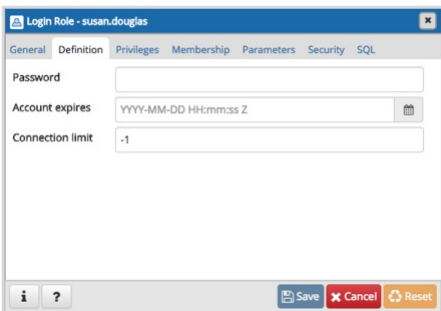 Login Role - susan.douglas
General Definition Privileges Membership Parameters Security SQL
Password
Account expires YYYY-MM-DD HH:mm:ss Z
Connection limit -1
i ? Save Cancel Reset